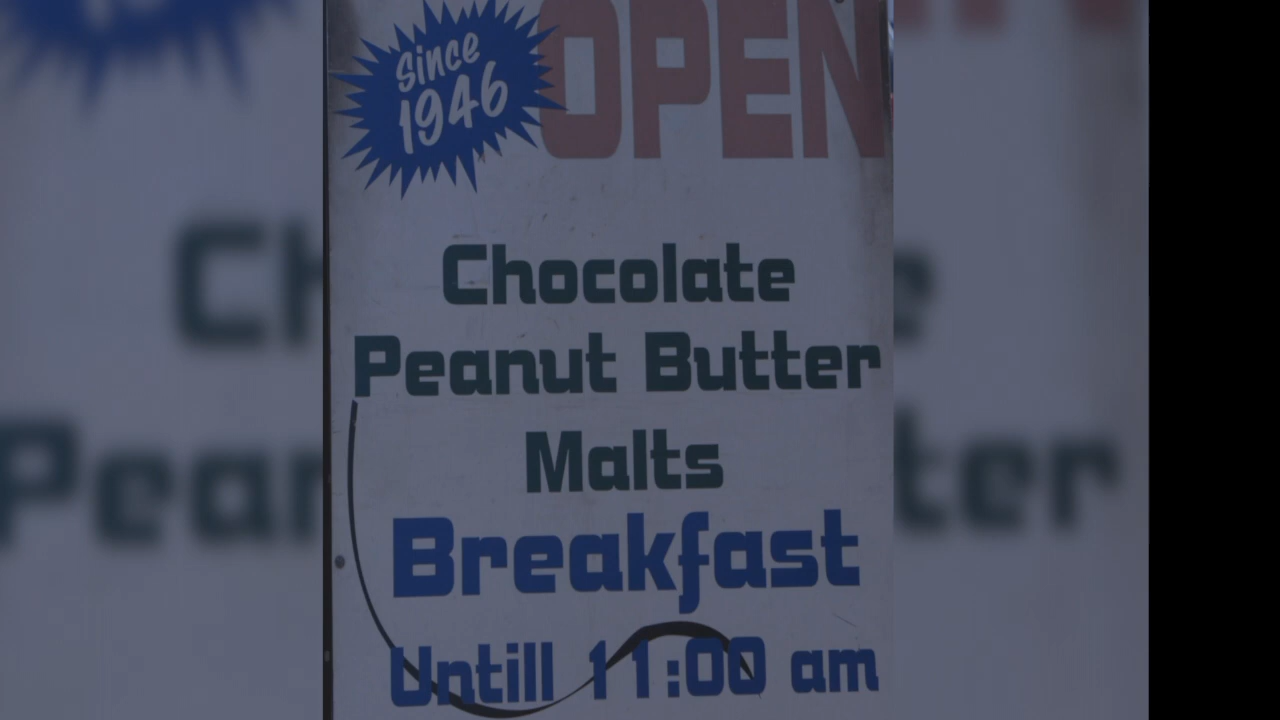 Since
1946
OPEN
Chocolate
Peanut Butter
Malts
Breakfast
Untill 11:00 am